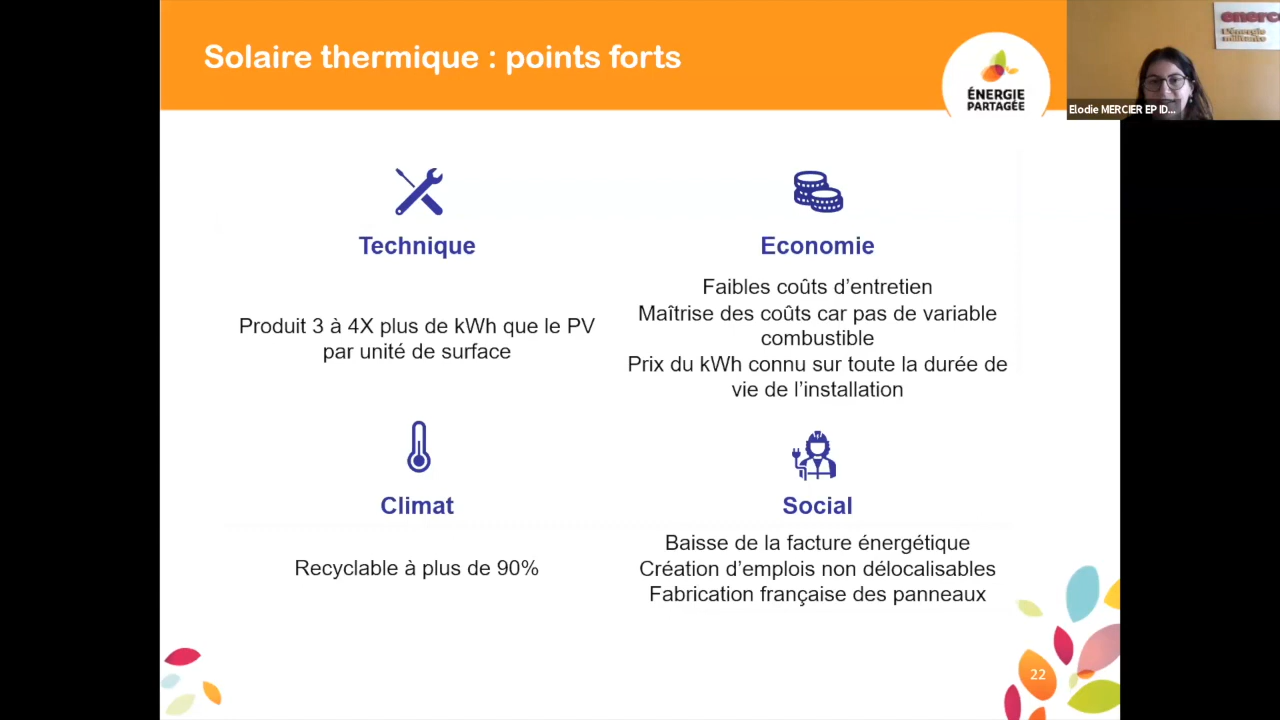 Solaire thermique : points forts
ÉNERGIE
PARTAGÉE
enerc
l'énergie
militante
Elodie MERCIER EP ID...
Technique
Produit 3 à 4X plus de kWh que le PV
par unité de surface
Economie
Faibles coûts d’entretien
Maîtrise des coûts car pas de variable
combustible
Prix du kWh connu sur toute la durée de
vie de l’installation
Climat
Recyclable à plus de 90%
Social
Baisse de la facture énergétique
Création d’emplois non délocalisables
Fabrication française des panneaux
22